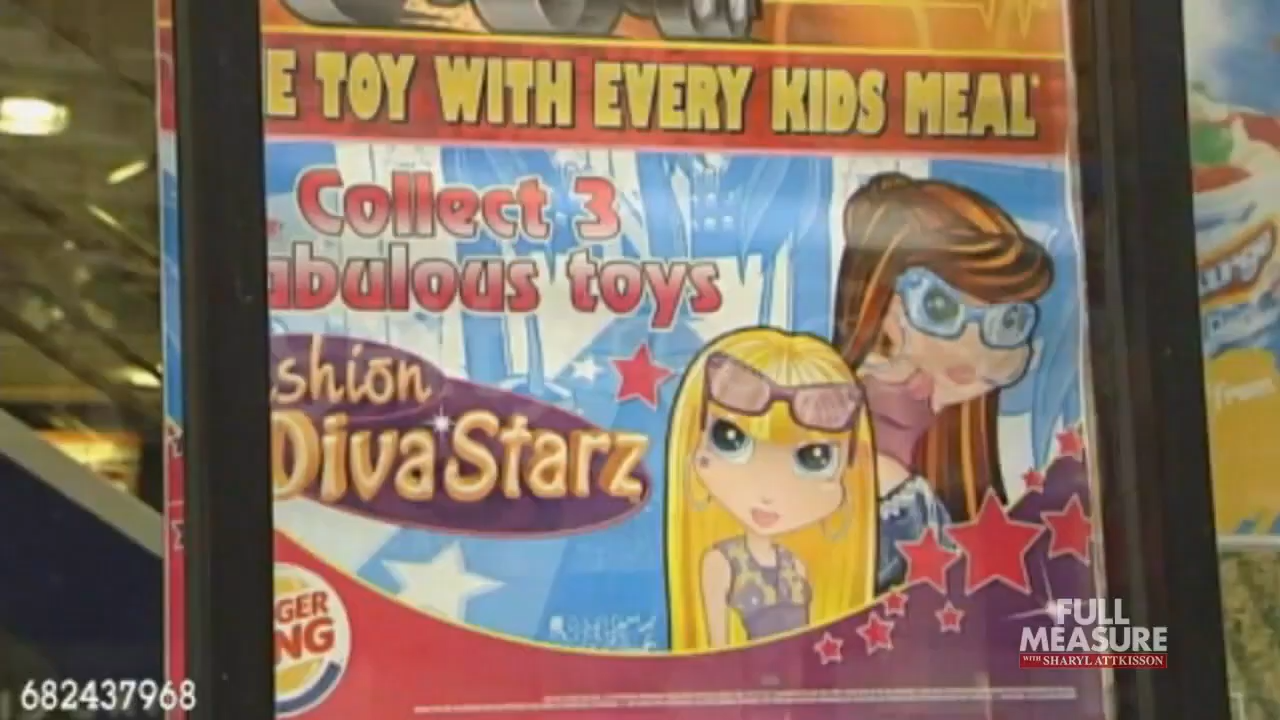 E TOY WITH EVERY KIDS MEAL*
Collect 3
abulous toys
shion
DivaStarz
GER
NG
FULL
MEASURE
WITH SHARYL ATTKISSON
682437968